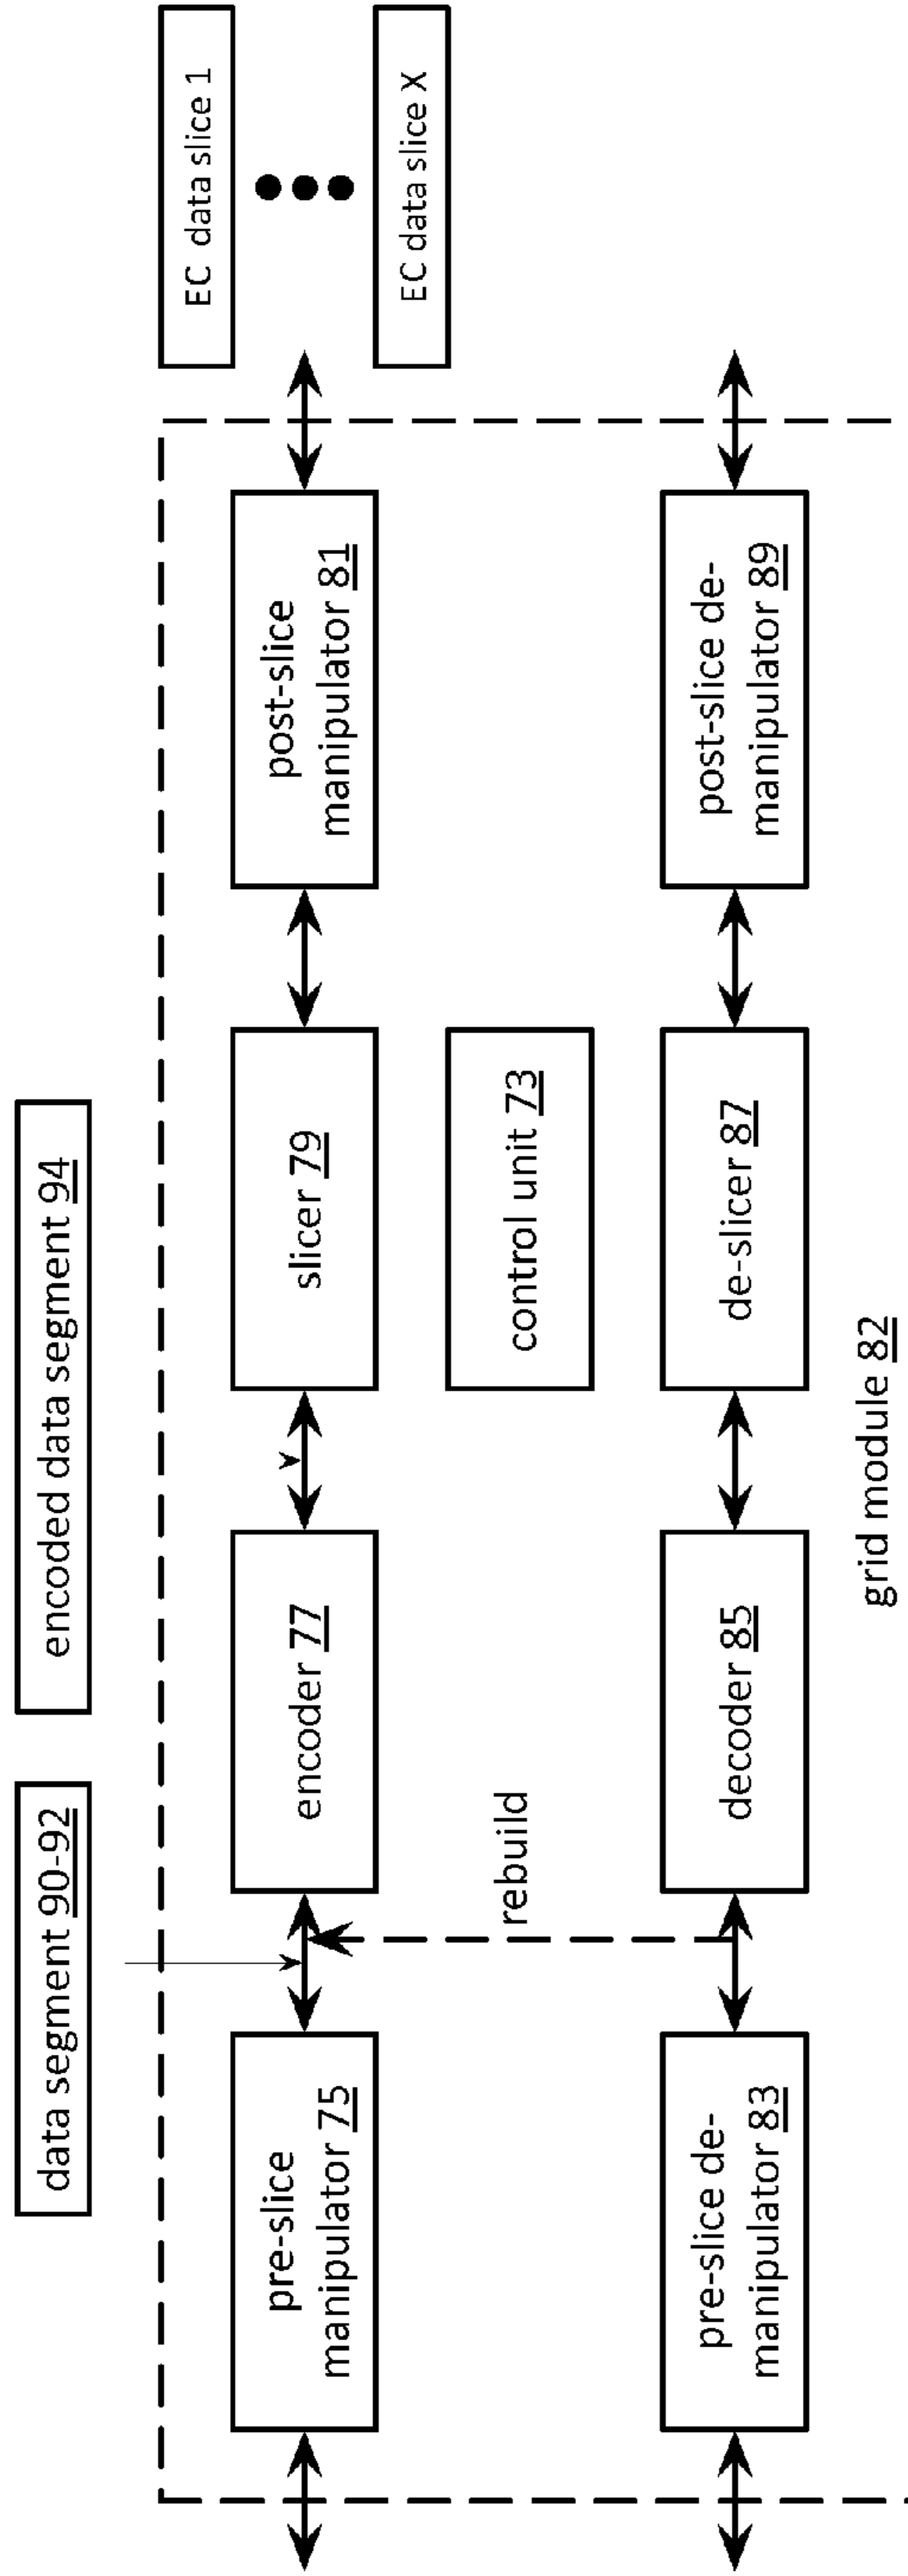 data segment 90-92
encoded data segment 94
pre-slice
manipulator 75
encoder 77
slicer 79
post-slice
manipulator 81
EC  data slice 1
EC data slice X
rebuild
control unit 73
pre-slice de-
manipulator 83
decoder 85
de-slicer 87
post-slice de-
manipulator 89
grid module 82